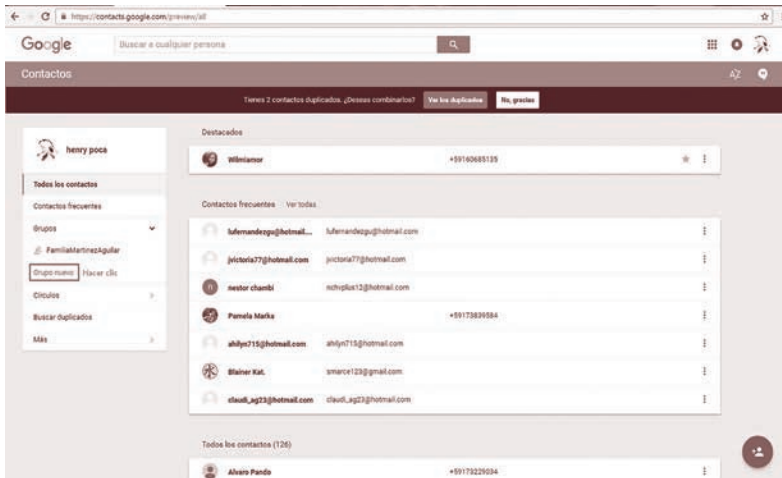 https://contacts.google.com/preview/all
Google
Buscar a cualquier persona
Contactos
Tienes 2 contactos duplicados. ¿Deseas combinarlos?
Ver los duplicados
No, gracias
henry poca
Todos los contactos
Contactos frecuentes
Grupos
FamiliaMartinezAguilar
Grupo nuevo
Hacer clic
Círculos
Buscar duplicados
Más
Destacados
Wilmiamor +59160685135
Contactos frecuentes Ver todas
lufernandezgu@hotmail.... lufernandezgu@hotmail.com
jvictoria77@hotmail.com jvictoria77@hotmail.com
n nestor chambi nchvplus12@hotmail.com
Pamela Marka +59173839584
ahilyn715@hotmail.com ahilyn715@hotmail.com
Blainer Kat. smarce123@gmail.com
claudi_ag23@hotmail.com claudi_ag23@hotmail.com
Todos los contactos (126)
Alvaro Pando +59173229034